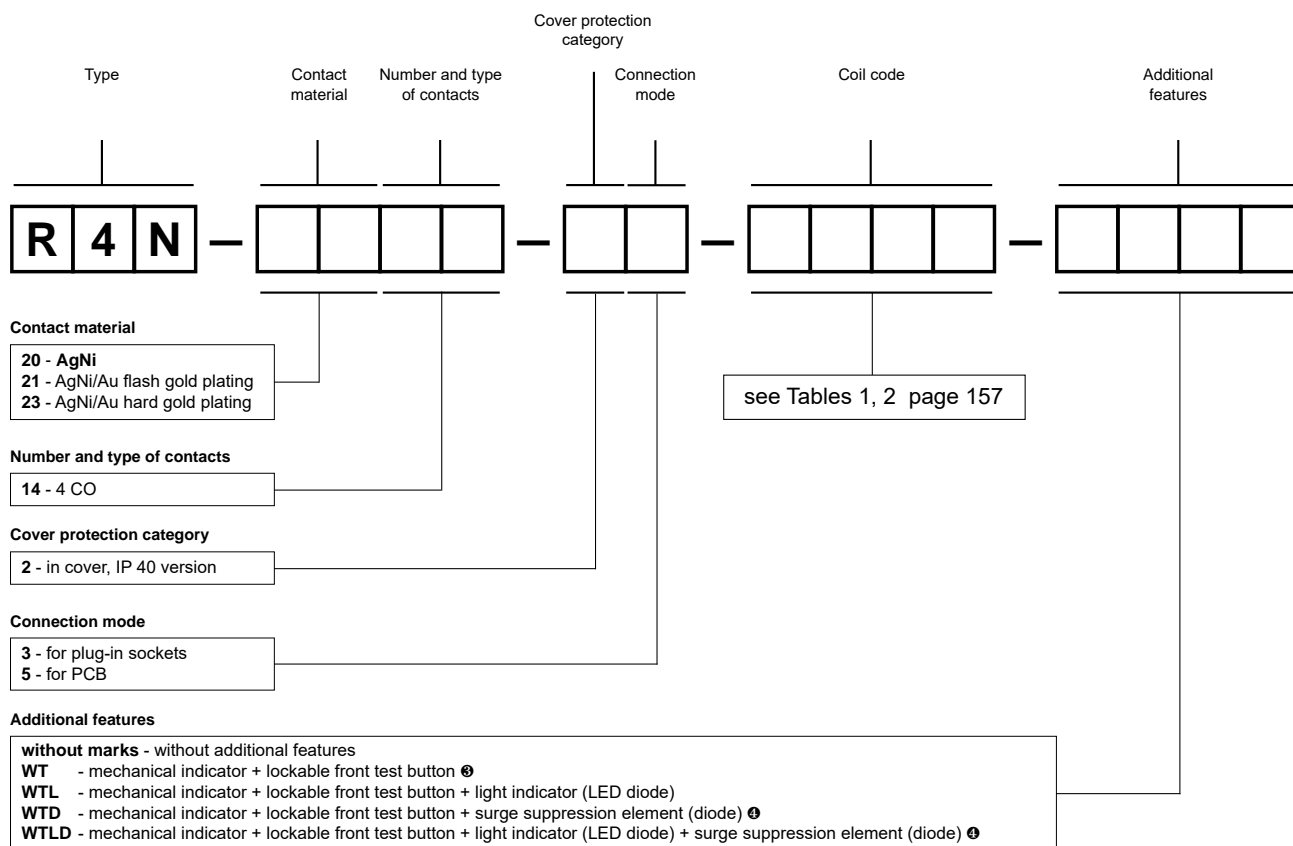 Cover protection
category
Type
Contact
material
Number and type
of contacts
Connection
mode
Coil code
Additional
features
R 4 N – – – –
Contact material
20 - AgNi
21 - AgNi/Au flash gold plating
23 - AgNi/Au hard gold plating
see Tables 1, 2 page 157
Number and type of contacts
14 - 4 CO
Cover protection category
2 - in cover, IP 40 version
Connection mode
3 - for plug-in sockets
5 - for PCB
Additional features
without marks - without additional features
WT - mechanical indicator + lockable front test button ❸
WTL - mechanical indicator + lockable front test button + light indicator (LED diode)
WTD - mechanical indicator + lockable front test button + surge suppression element (diode) ❹
WTLD - mechanical indicator + lockable front test button + light indicator (LED diode) + surge suppression element (diode) ❹